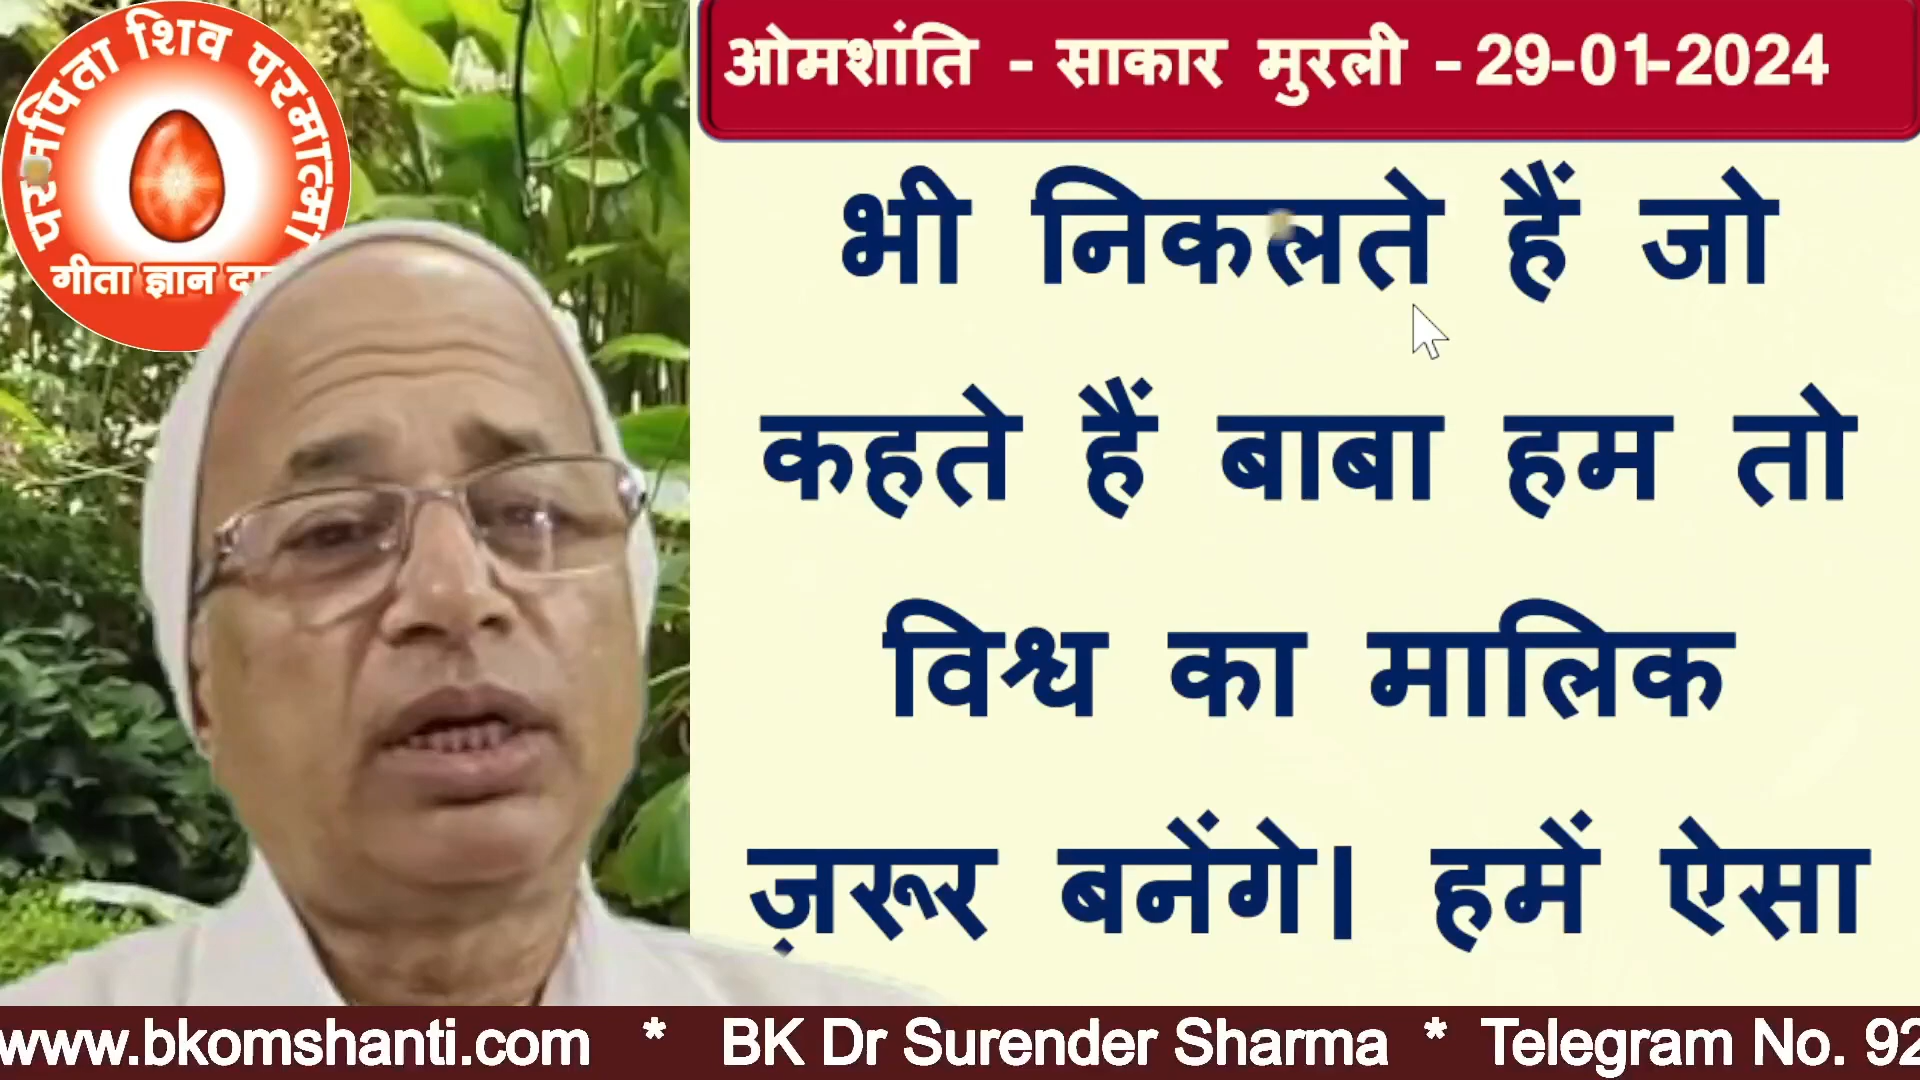 परमपिता शिव परमात्मा
गीता ज्ञान
ओमशांति - साकार मुरली - 29-01-2024
भी निकलते हैं जो
कहते हैं बाबा हम तो
विश्व का मालिक
ज़रूर बनेंगे। हमें ऐसा
www.bkomshanti.com * BK Dr Surender Sharma * Telegram No. 92